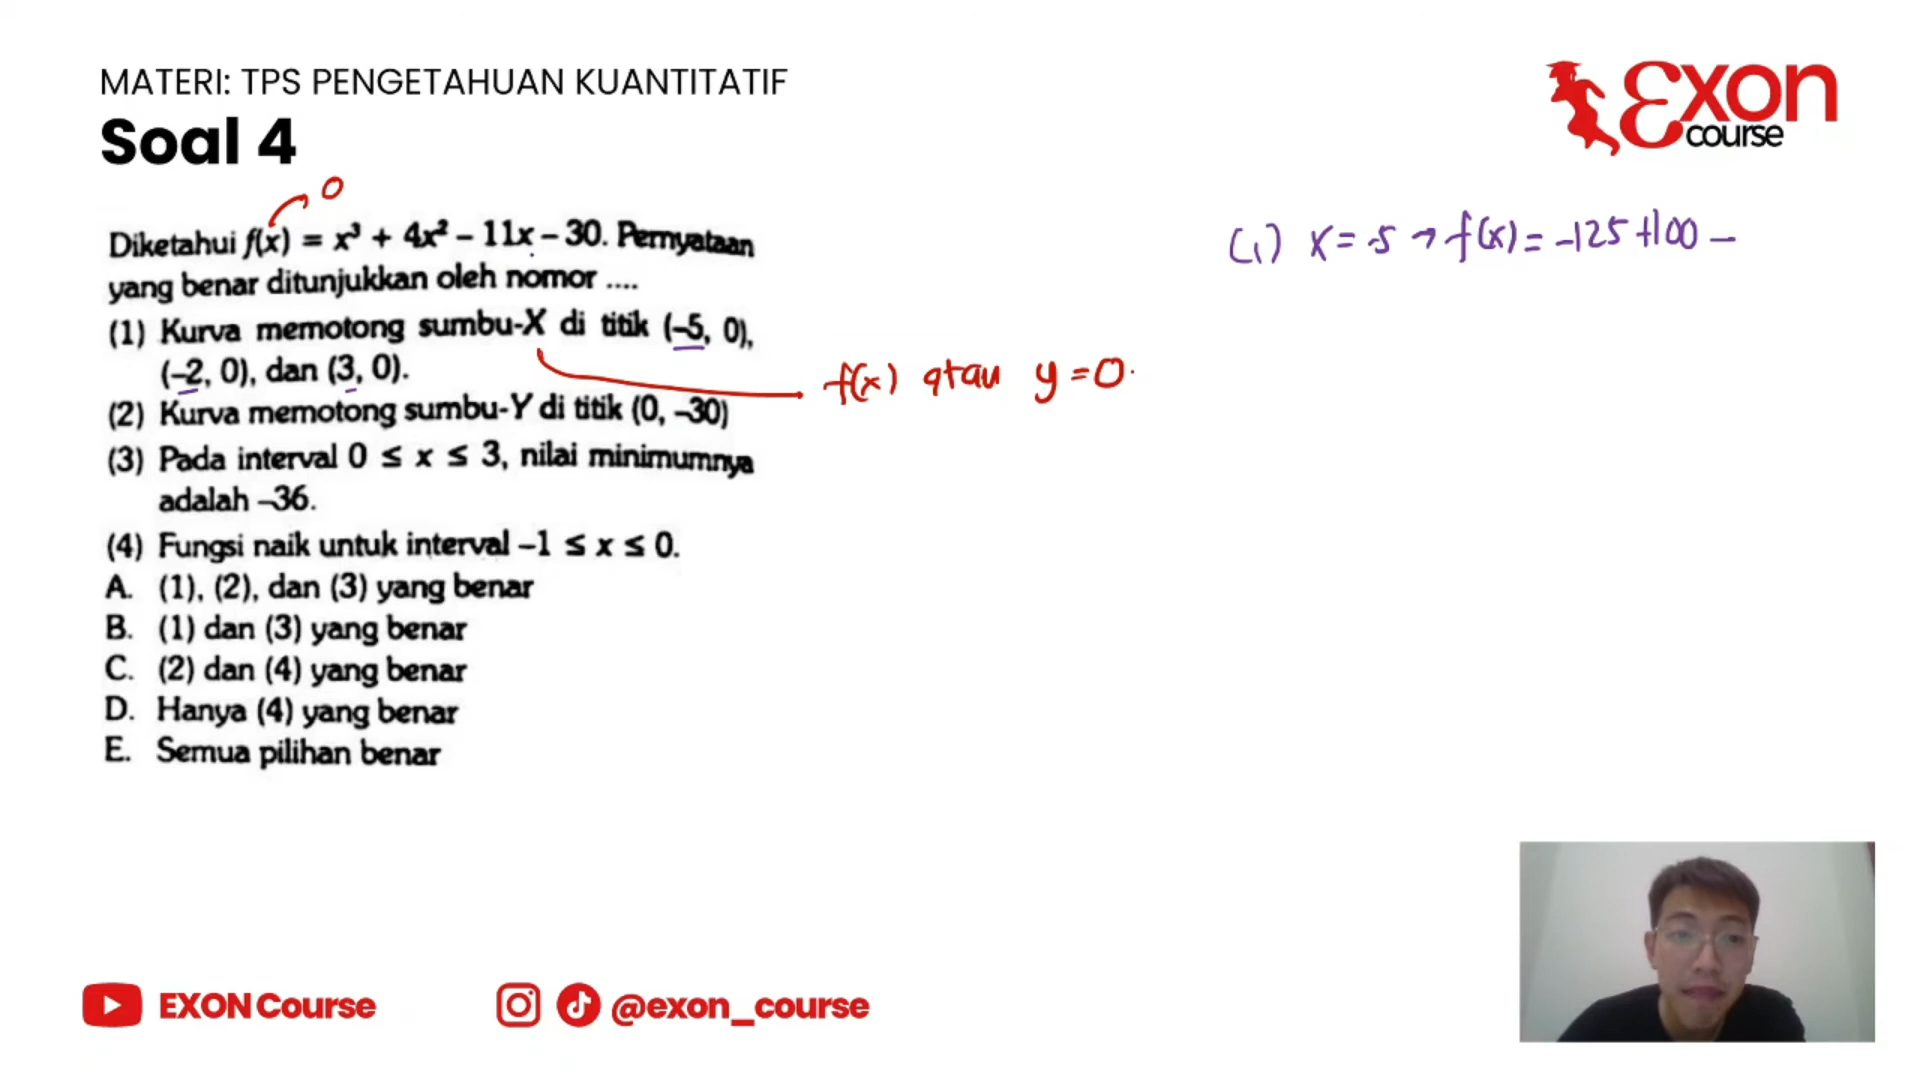 MATERI: TPS PENGETAHUAN KUANTITATIF
Soal 4
Exon
course
0
Diketahui f(x) = x³ + 4x² – 11x – 30. Pernyataan
yang benar ditunjukkan oleh nomor ....
(1) Kurva memotong sumbu-X di titik (–5, 0),
(–2, 0), dan (3, 0).
(2) Kurva memotong sumbu-Y di titik (0, –30)
(3) Pada interval 0 ≤ x ≤ 3, nilai minimumnya
adalah –36.
(4) Fungsi naik untuk interval –1 ≤ x ≤ 0.
A. (1), (2), dan (3) yang benar
B. (1) dan (3) yang benar
C. (2) dan (4) yang benar
D. Hanya (4) yang benar
E. Semua pilihan benar
f(x) atau y = 0.
(1) x = -5 → f(x) = -125 + 100 –
EXON Course
@exon_course